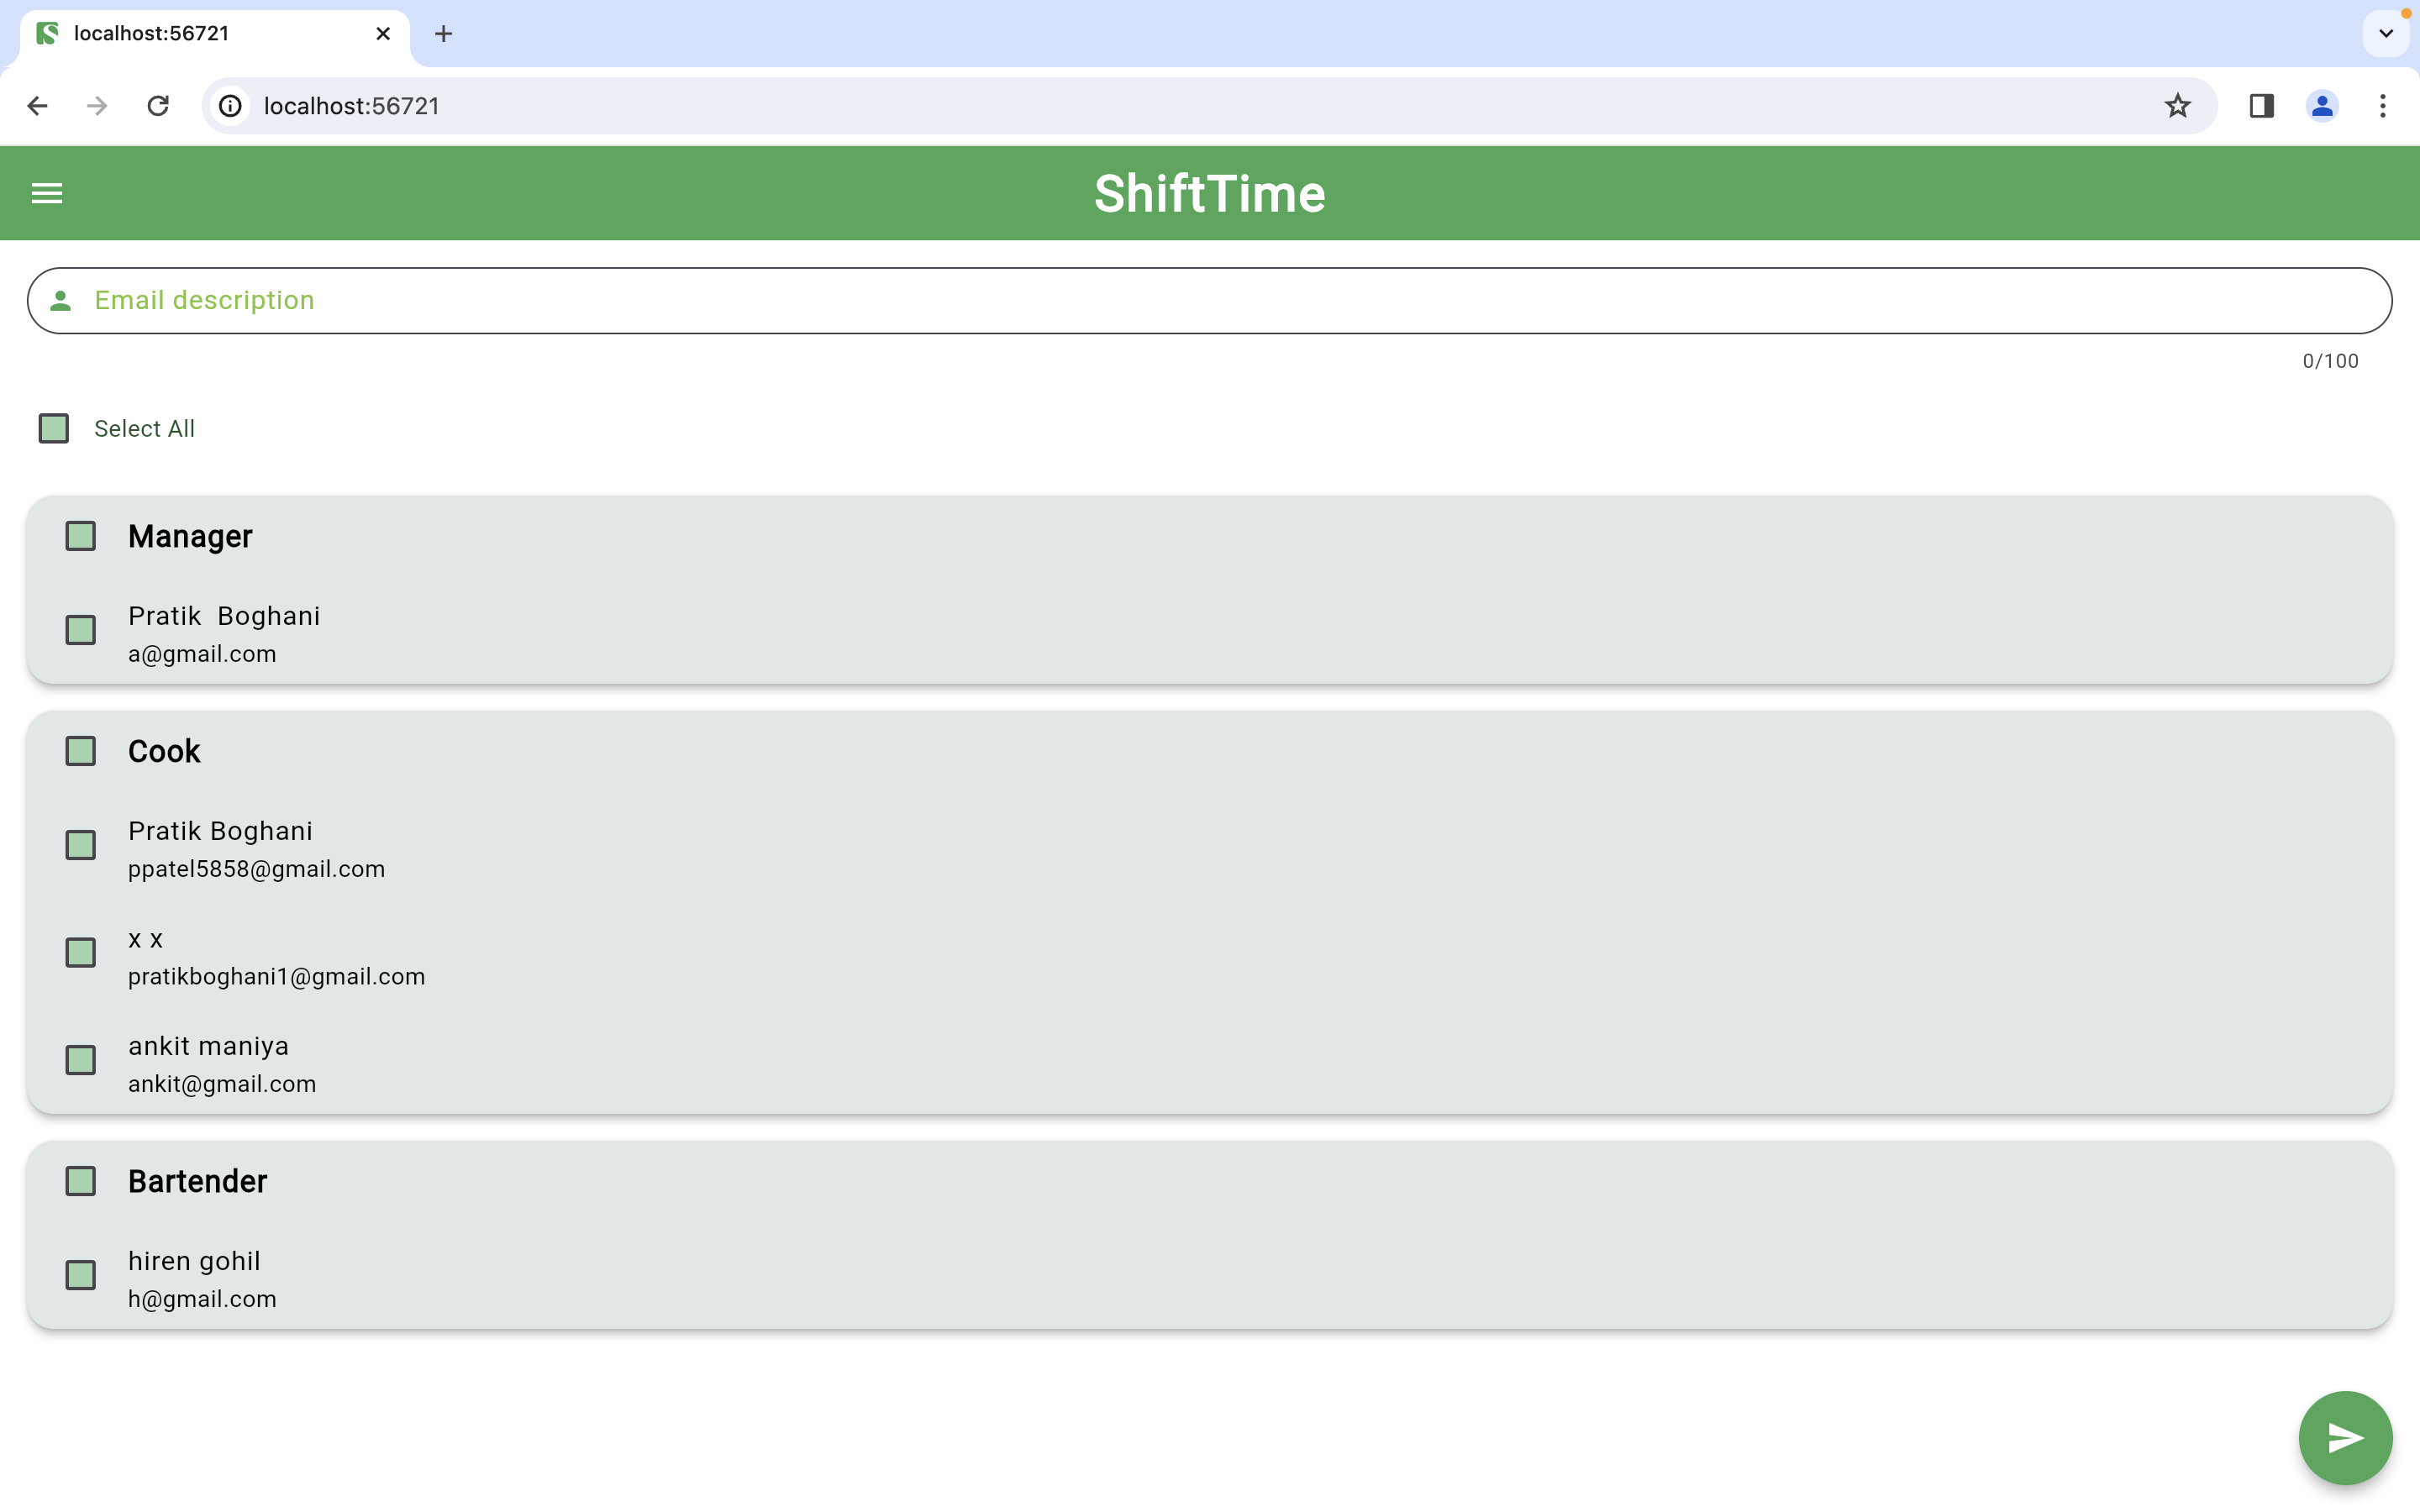 localhost:56721
localhost:56721
ShiftTime
Email description
0/100
Select All
Manager
Pratik  Boghani
a@gmail.com
Cook
Pratik Boghani
ppatel5858@gmail.com
x x
pratikboghani1@gmail.com
ankit maniya
ankit@gmail.com
Bartender
hiren gohil
h@gmail.com